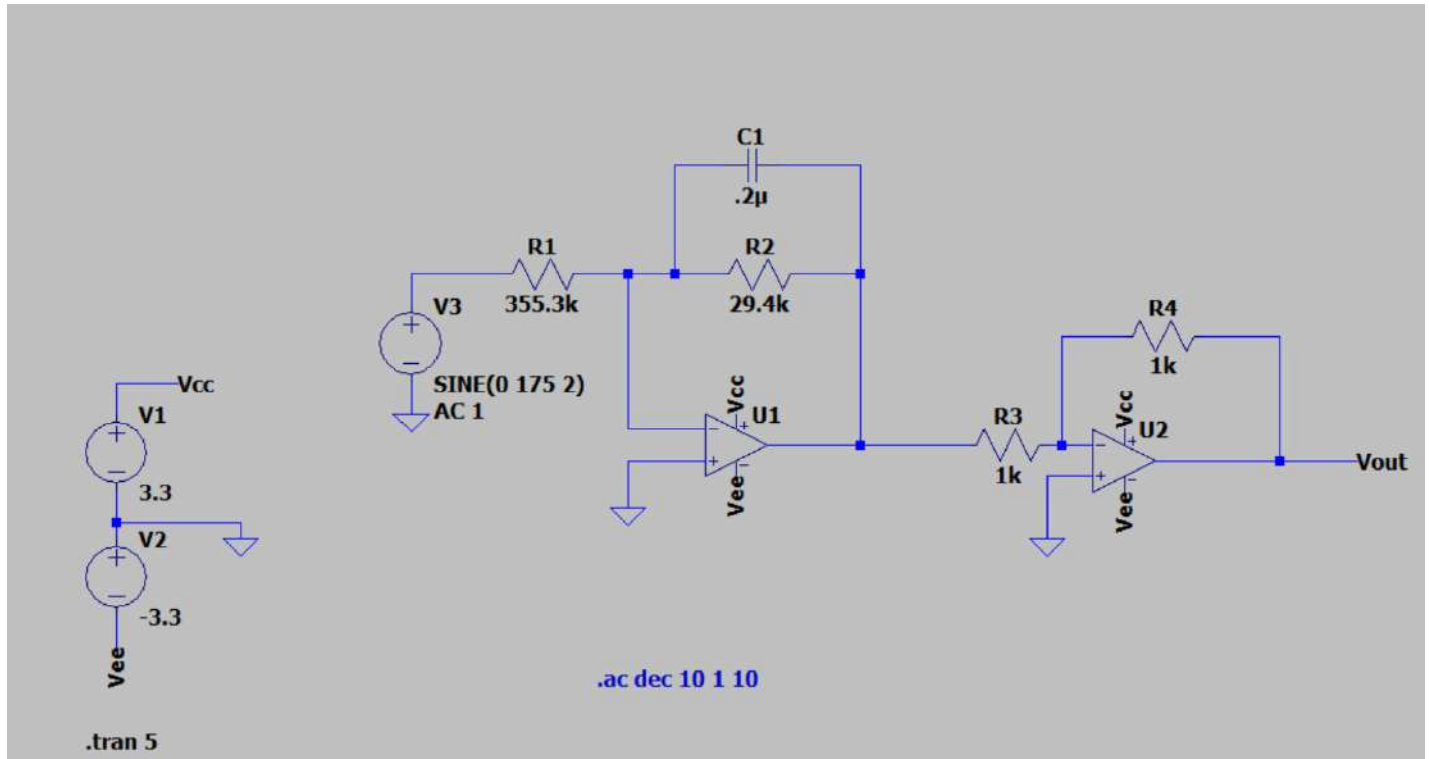 C1
.2µ
R1
355.3k
R2
29.4k
V3
SINE(0 175 2)
AC 1
Vcc
U1
Vee
R4
1k
R3
1k
Vcc
U2
Vee
Vout
Vcc
V1
3.3
V2
-3.3
Vee
.ac dec 10 1 10
.tran 5